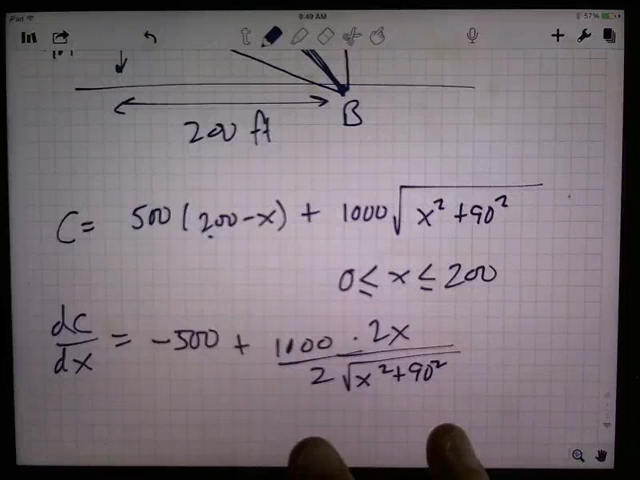 iPad
9:49 AM
57%
200 ft
B
C = 500 (200-x) + 1000 √(x² + 90²)
0 ≤ x ≤ 200
dC/dx = -500 + 1000 · 2x / 2 √(x² + 90²)